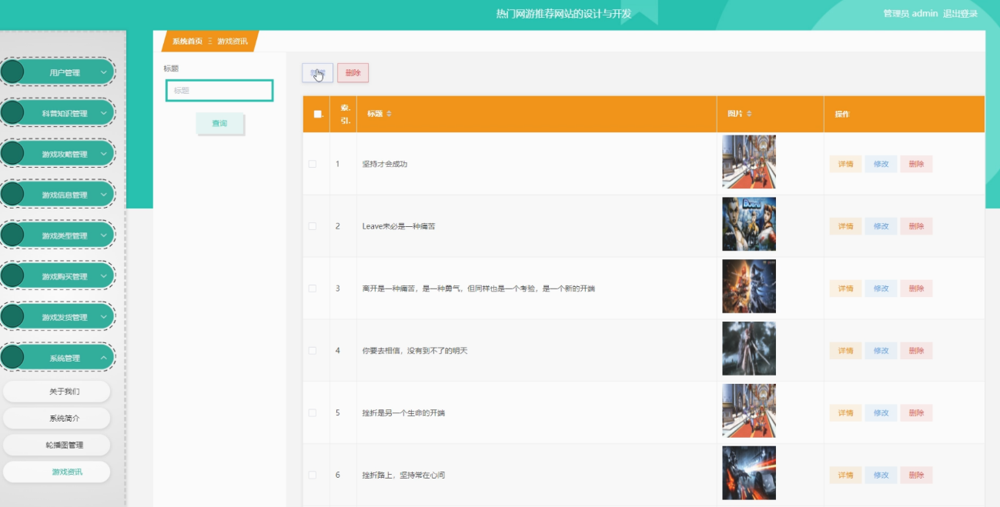 热门网游推荐网站的设计与开发
管理员 admin 退出登录
系统首页 Ξ 游戏资讯
用户管理
科普知识管理
游戏攻略管理
游戏信息管理
游戏类型管理
游戏购买管理
游戏发货管理
系统管理
关于我们
系统简介
轮播图管理
游戏资讯
标题
标题
查询
删除
索引. 标题 图片 操作
1 坚持才会成功 详情 修改 删除
2 Leave未必是一种痛苦 详情 修改 删除
3 离开是一种痛苦，是一种勇气，但同样也是一个考验，是一个新的开端 详情 修改 删除
4 你要去相信，没有到不了的明天 详情 修改 删除
5 挫折是另一个生命的开端 详情 修改 删除
6 挫折路上，坚持常在心间 详情 修改 删除